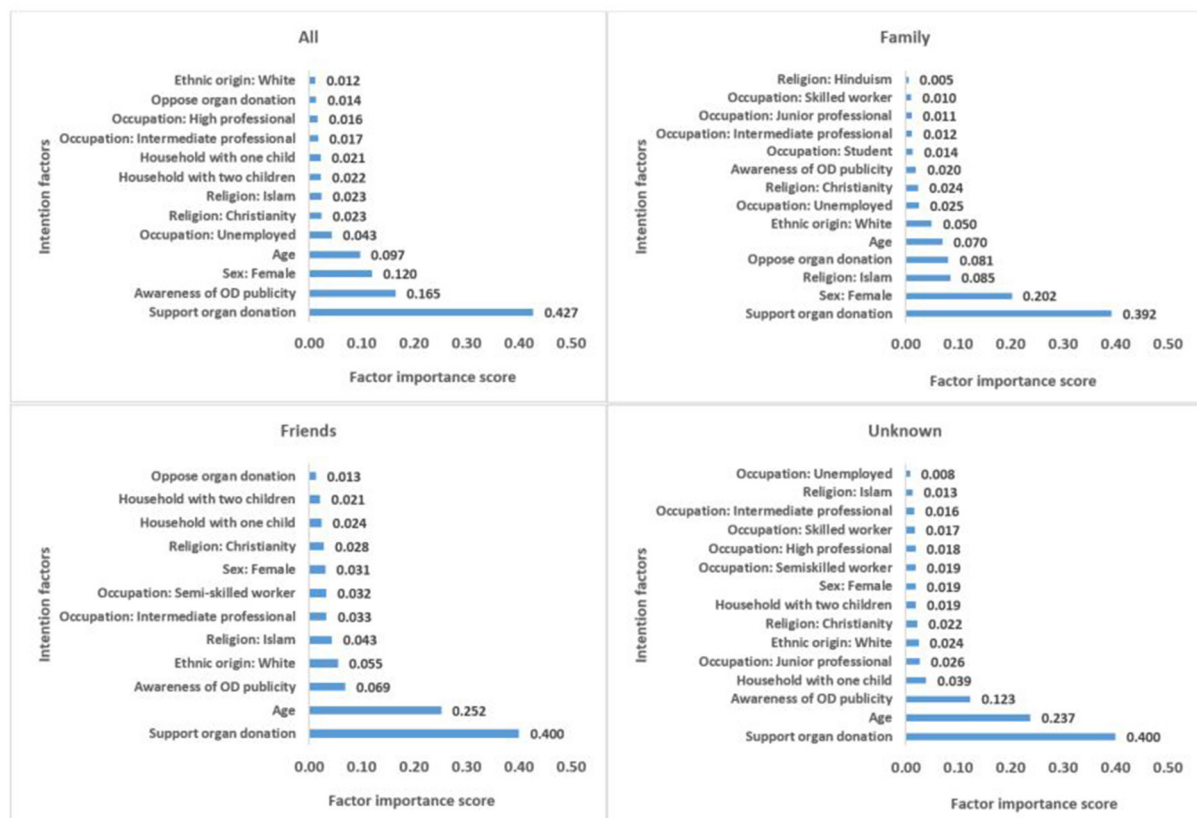 All
Intention factors
Ethnic origin: White 0.012
Oppose organ donation 0.014
Occupation: High professional 0.016
Occupation: Intermediate professional 0.017
Household with one child 0.021
Household with two children 0.022
Religion: Islam 0.023
Religion: Christianity 0.023
Occupation: Unemployed 0.043
Age 0.097
Sex: Female 0.120
Awareness of OD publicity 0.165
Support organ donation 0.427
0.00 0.10 0.20 0.30 0.40 0.50
Factor importance score
Family
Intention factors
Religion: Hinduism 0.005
Occupation: Skilled worker 0.010
Occupation: Junior professional 0.011
Occupation: Intermediate professional 0.012
Occupation: Student 0.014
Awareness of OD publicity 0.020
Religion: Christianity 0.024
Occupation: Unemployed 0.025
Ethnic origin: White 0.050
Age 0.070
Oppose organ donation 0.081
Religion: Islam 0.085
Sex: Female 0.202
Support organ donation 0.392
0.00 0.10 0.20 0.30 0.40 0.50
Factor importance score
Friends
Intention factors
Oppose organ donation 0.013
Household with two children 0.021
Household with one child 0.024
Religion: Christianity 0.028
Sex: Female 0.031
Occupation: Semi-skilled worker 0.032
Occupation: Intermediate professional 0.033
Religion: Islam 0.043
Ethnic origin: White 0.055
Awareness of OD publicity 0.069
Age 0.252
Support organ donation 0.400
0.00 0.10 0.20 0.30 0.40 0.50
Factor importance score
Unknown
Intention factors
Occupation: Unemployed 0.008
Religion: Islam 0.013
Occupation: Intermediate professional 0.016
Occupation: Skilled worker 0.017
Occupation: High professional 0.018
Occupation: Semiskilled worker 0.019
Sex: Female 0.019
Household with two children 0.019
Religion: Christianity 0.022
Ethnic origin: White 0.024
Occupation: Junior professional 0.026
Household with one child 0.039
Awareness of OD publicity 0.123
Age 0.237
Support organ donation 0.400
0.00 0.10 0.20 0.30 0.40 0.50
Factor importance score